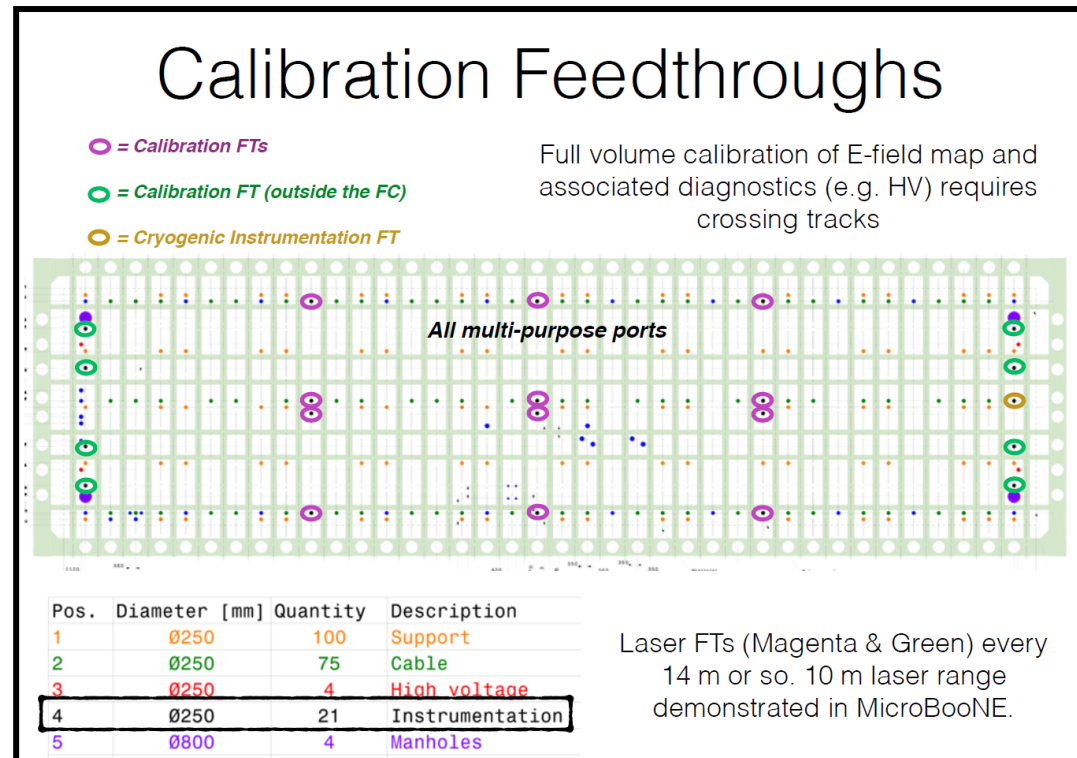 Calibration Feedthroughs
= Calibration FTs
= Calibration FT (outside the FC)
= Cryogenic Instrumentation FT
Full volume calibration of E-field map and
associated diagnostics (e.g. HV) requires
crossing tracks
All multi-purpose ports
Pos. Diameter [mm] Quantity Description
1 Ø250 100 Support
2 Ø250 75 Cable
3 Ø250 4 High voltage
4 Ø250 21 Instrumentation
5 Ø800 4 Manholes
Laser FTs (Magenta & Green) every
14 m or so. 10 m laser range
demonstrated in MicroBooNE.